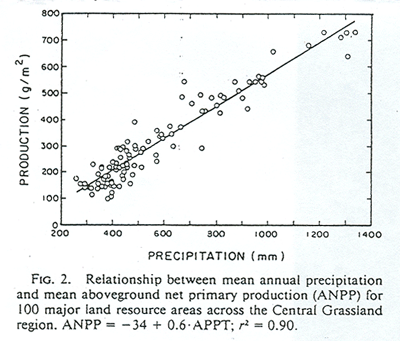 800
700
600
500
400
300
200
100
0
PRODUCTION (g/m²)
200 400 600 800 1000 1200 1400
PRECIPITATION (mm)
FIG. 2. Relationship between mean annual precipitation
and mean aboveground net primary production (ANPP) for
100 major land resource areas across the Central Grassland
region. ANPP = −34 + 0.6·APPT; r² = 0.90.